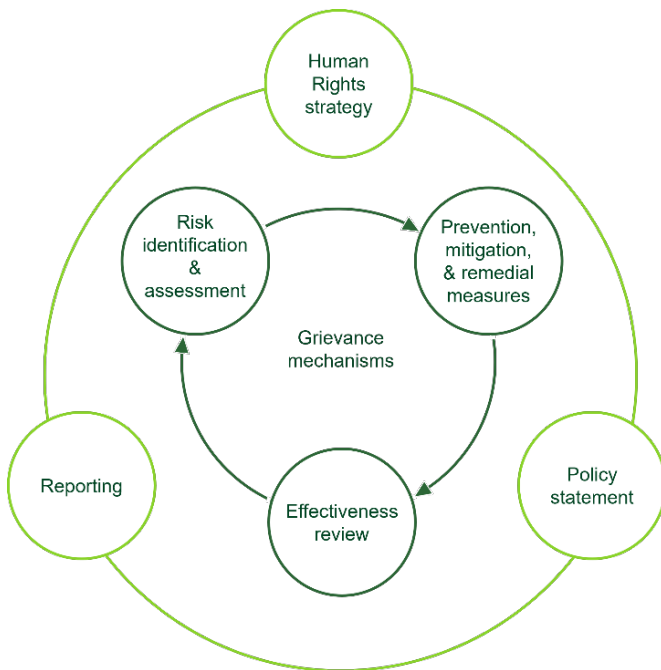 Human
Rights
strategy
Risk
identification
&
assessment
Prevention,
mitigation,
& remedial
measures
Grievance
mechanisms
Reporting
Effectiveness
review
Policy
statement